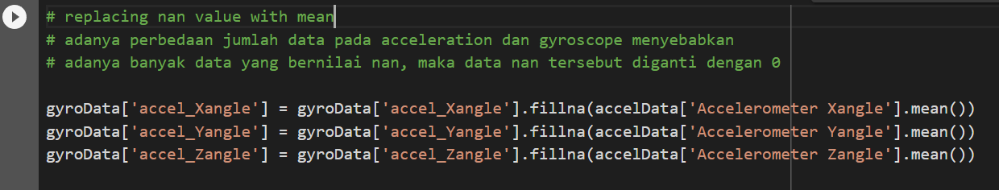 # replacing nan value with mean
# adanya perbedaan jumlah data pada acceleration dan gyroscope menyebabkan
# adanya banyak data yang bernilai nan, maka data nan tersebut diganti dengan 0
gyroData['accel_Xangle'] = gyroData['accel_Xangle'].fillna(accelData['Accelerometer Xangle'].mean())
gyroData['accel_Yangle'] = gyroData['accel_Yangle'].fillna(accelData['Accelerometer Yangle'].mean())
gyroData['accel_Zangle'] = gyroData['accel_Zangle'].fillna(accelData['Accelerometer Zangle'].mean())